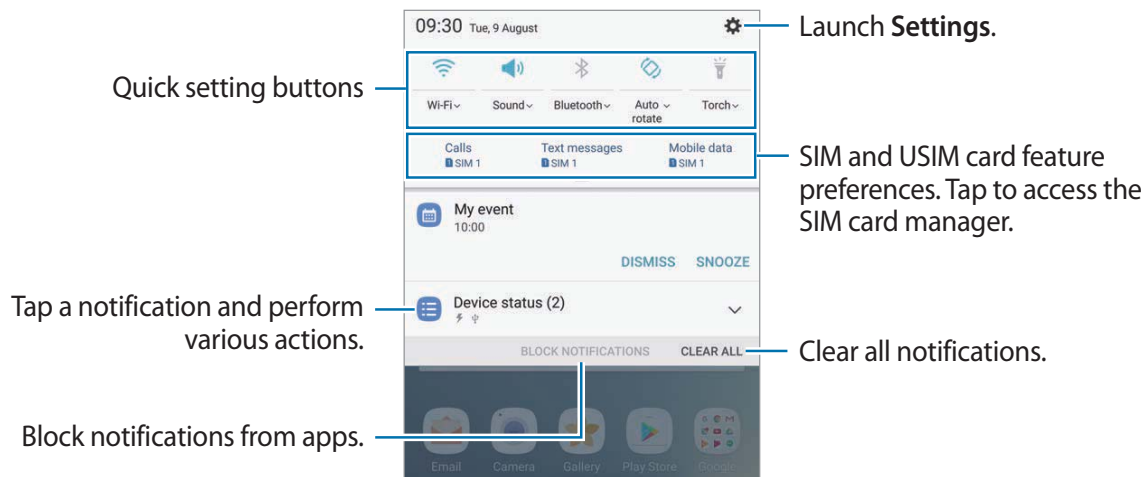 09:30 Tue, 9 August
Launch Settings.
Quick setting buttons
Wi-Fi
Sound
Bluetooth
Auto rotate
Torch
Calls
SIM 1
Text messages
SIM 1
Mobile data
SIM 1
SIM and USIM card feature
preferences. Tap to access the
SIM card manager.
My event
10:00
DISMISS SNOOZE
Tap a notification and perform
various actions.
Device status (2)
BLOCK NOTIFICATIONS CLEAR ALL
Clear all notifications.
Block notifications from apps.
Email Camera Gallery Play Store Google